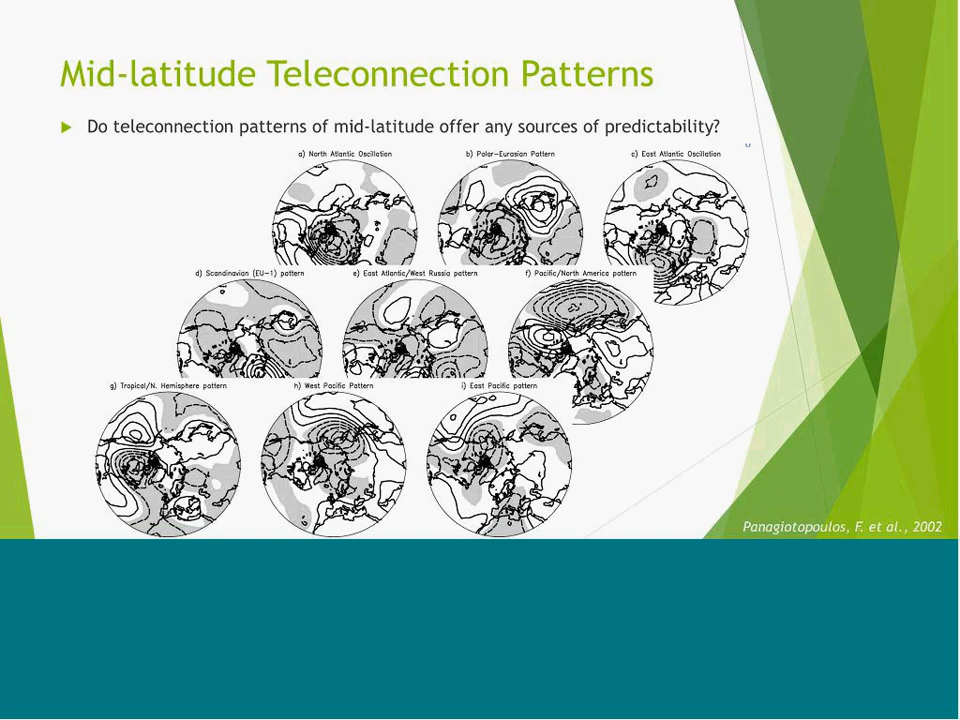 Mid-latitude Teleconnection Patterns
Do teleconnection patterns of mid-latitude offer any sources of predictability?
a) North Atlantic Oscillation
b) Polar-Eurasian Pattern
c) East Atlantic Oscillation
d) Scandinavian (EU-1) pattern
e) East Atlantic/West Russia pattern
f) Pacific/North America pattern
g) Tropical/N. Hemisphere pattern
h) West Pacific Pattern
i) East Pacific pattern
Panagiotopoulos, F. et al., 2002